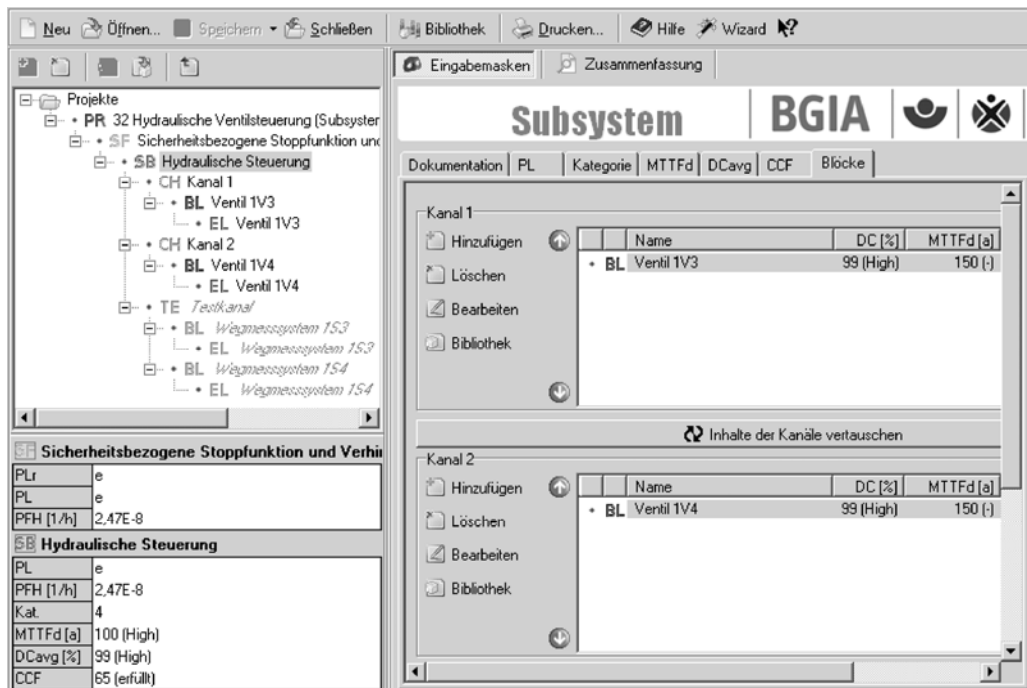 Neu Öffnen... Speichern Schließen Bibliothek Drucken... Hilfe Wizard
Eingabemasken Zusammenfassung
Projekte
PR 32 Hydraulische Ventilsteuerung (Subsyster
SF Sicherheitsbezogene Stoppfunktion und
SB Hydraulische Steuerung
CH Kanal 1
BL Ventil 1V3
EL Ventil 1V3
CH Kanal 2
BL Ventil 1V4
EL Ventil 1V4
TE Testkanal
BL Wegmesssystem 1S3
EL Wegmesssystem 1S3
BL Wegmesssystem 1S4
EL Wegmesssystem 1S4
SF Sicherheitsbezogene Stoppfunktion und Verhi
PLr e
PL e
PFH [1/h] 2,47E-8
SB Hydraulische Steuerung
PL e
PFH [1/h] 2,47E-8
Kat. 4
MTTFd [a] 100 (High)
DCavg [%] 99 (High)
CCF 65 (erfüllt)
Subsystem BGIA
Dokumentation PL Kategorie MTTFd DCavg CCF Blöcke
Kanal 1
Hinzufügen
Löschen
Bearbeiten
Bibliothek
Name DC [%] MTTFd [a]
BL Ventil 1V3 99 (High) 150 (-)
Inhalte der Kanäle vertauschen
Kanal 2
Hinzufügen
Löschen
Bearbeiten
Bibliothek
Name DC [%] MTTFd [a]
BL Ventil 1V4 99 (High) 150 (-)